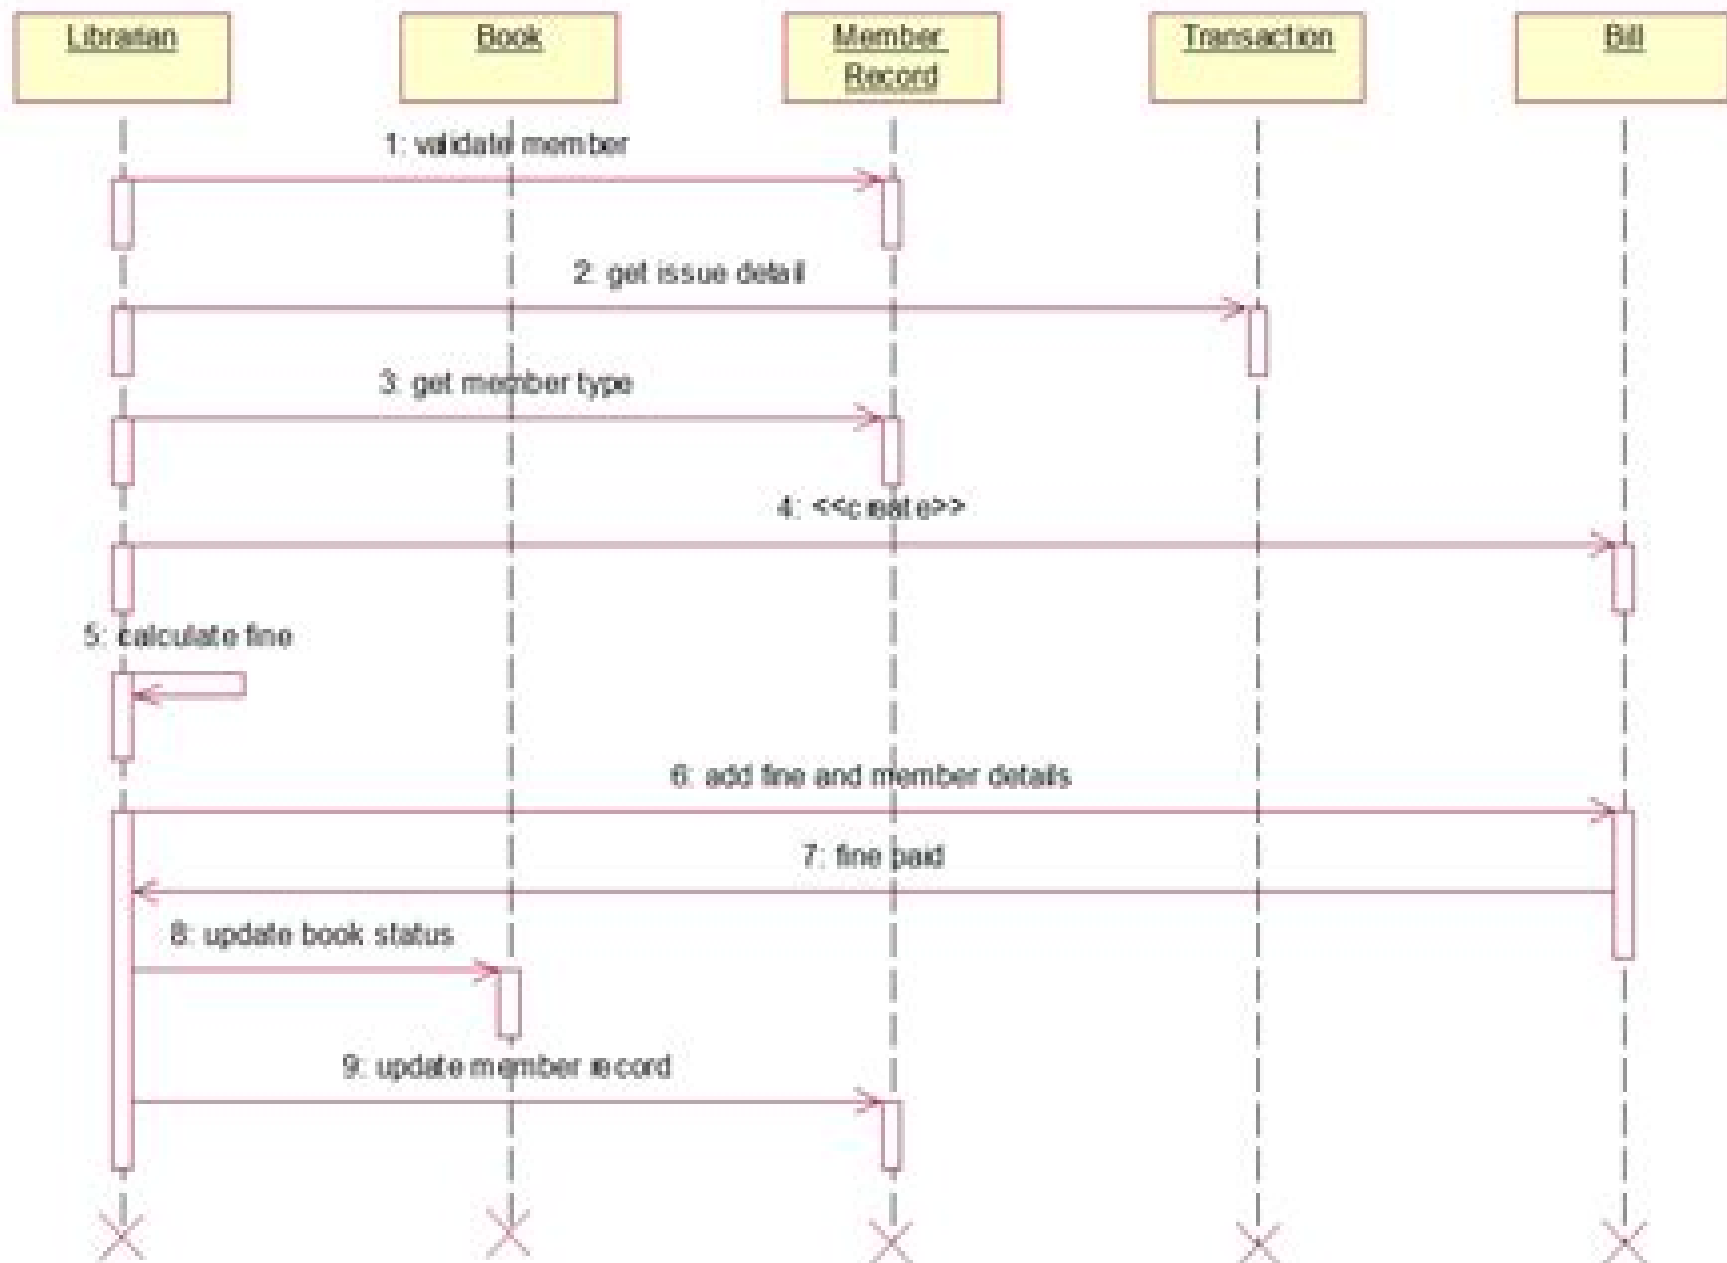 Librarian
Book
Member
Record
Transaction
Bill
1: validate member
2: get issue detail
3: get member type
4: <<create>>
5: calculate fine
6: add fine and member details
7: fine paid
8: update book status
9: update member record